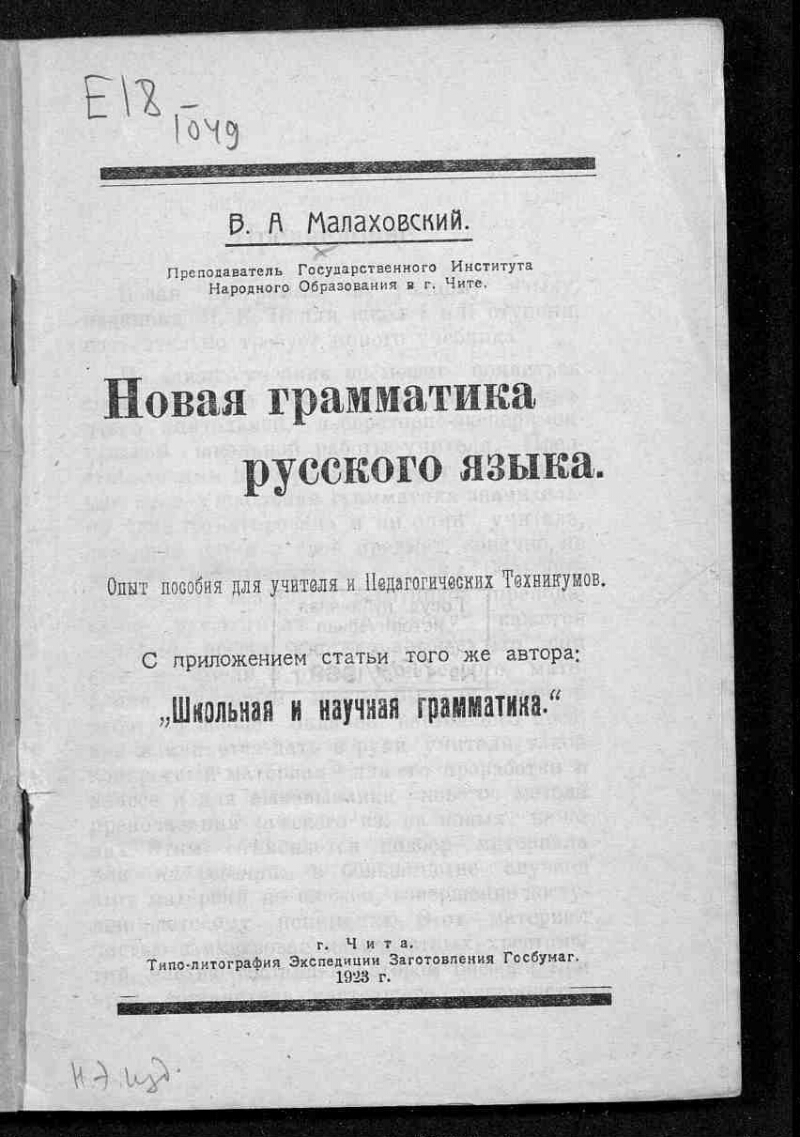 Е18
1049
В. А Малаховский.
Преподаватель Государственного Института
Народного Образования в г. Чите.
Новая грамматика
русского языка.
Опыт пособия для учителя и Педагогических Техникумов.
С приложением статьи того же автора:
„Школьная и научная грамматика.“
г. Чита.
Типо-литография Экспедиции Заготовления Госбумаг.
1923 г.